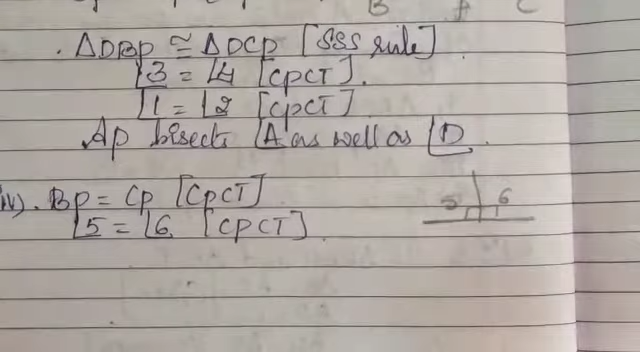 B P C
. ΔDBP ≅ ΔDCP [SSS rule]
∠3 = ∠4 [CPCT].
∠1 = ∠2 [CPCT]
AP bisects ∠A as well as ∠D.
iv). BP = CP [CPCT]
∠5 = ∠6 [CPCT]
5 6